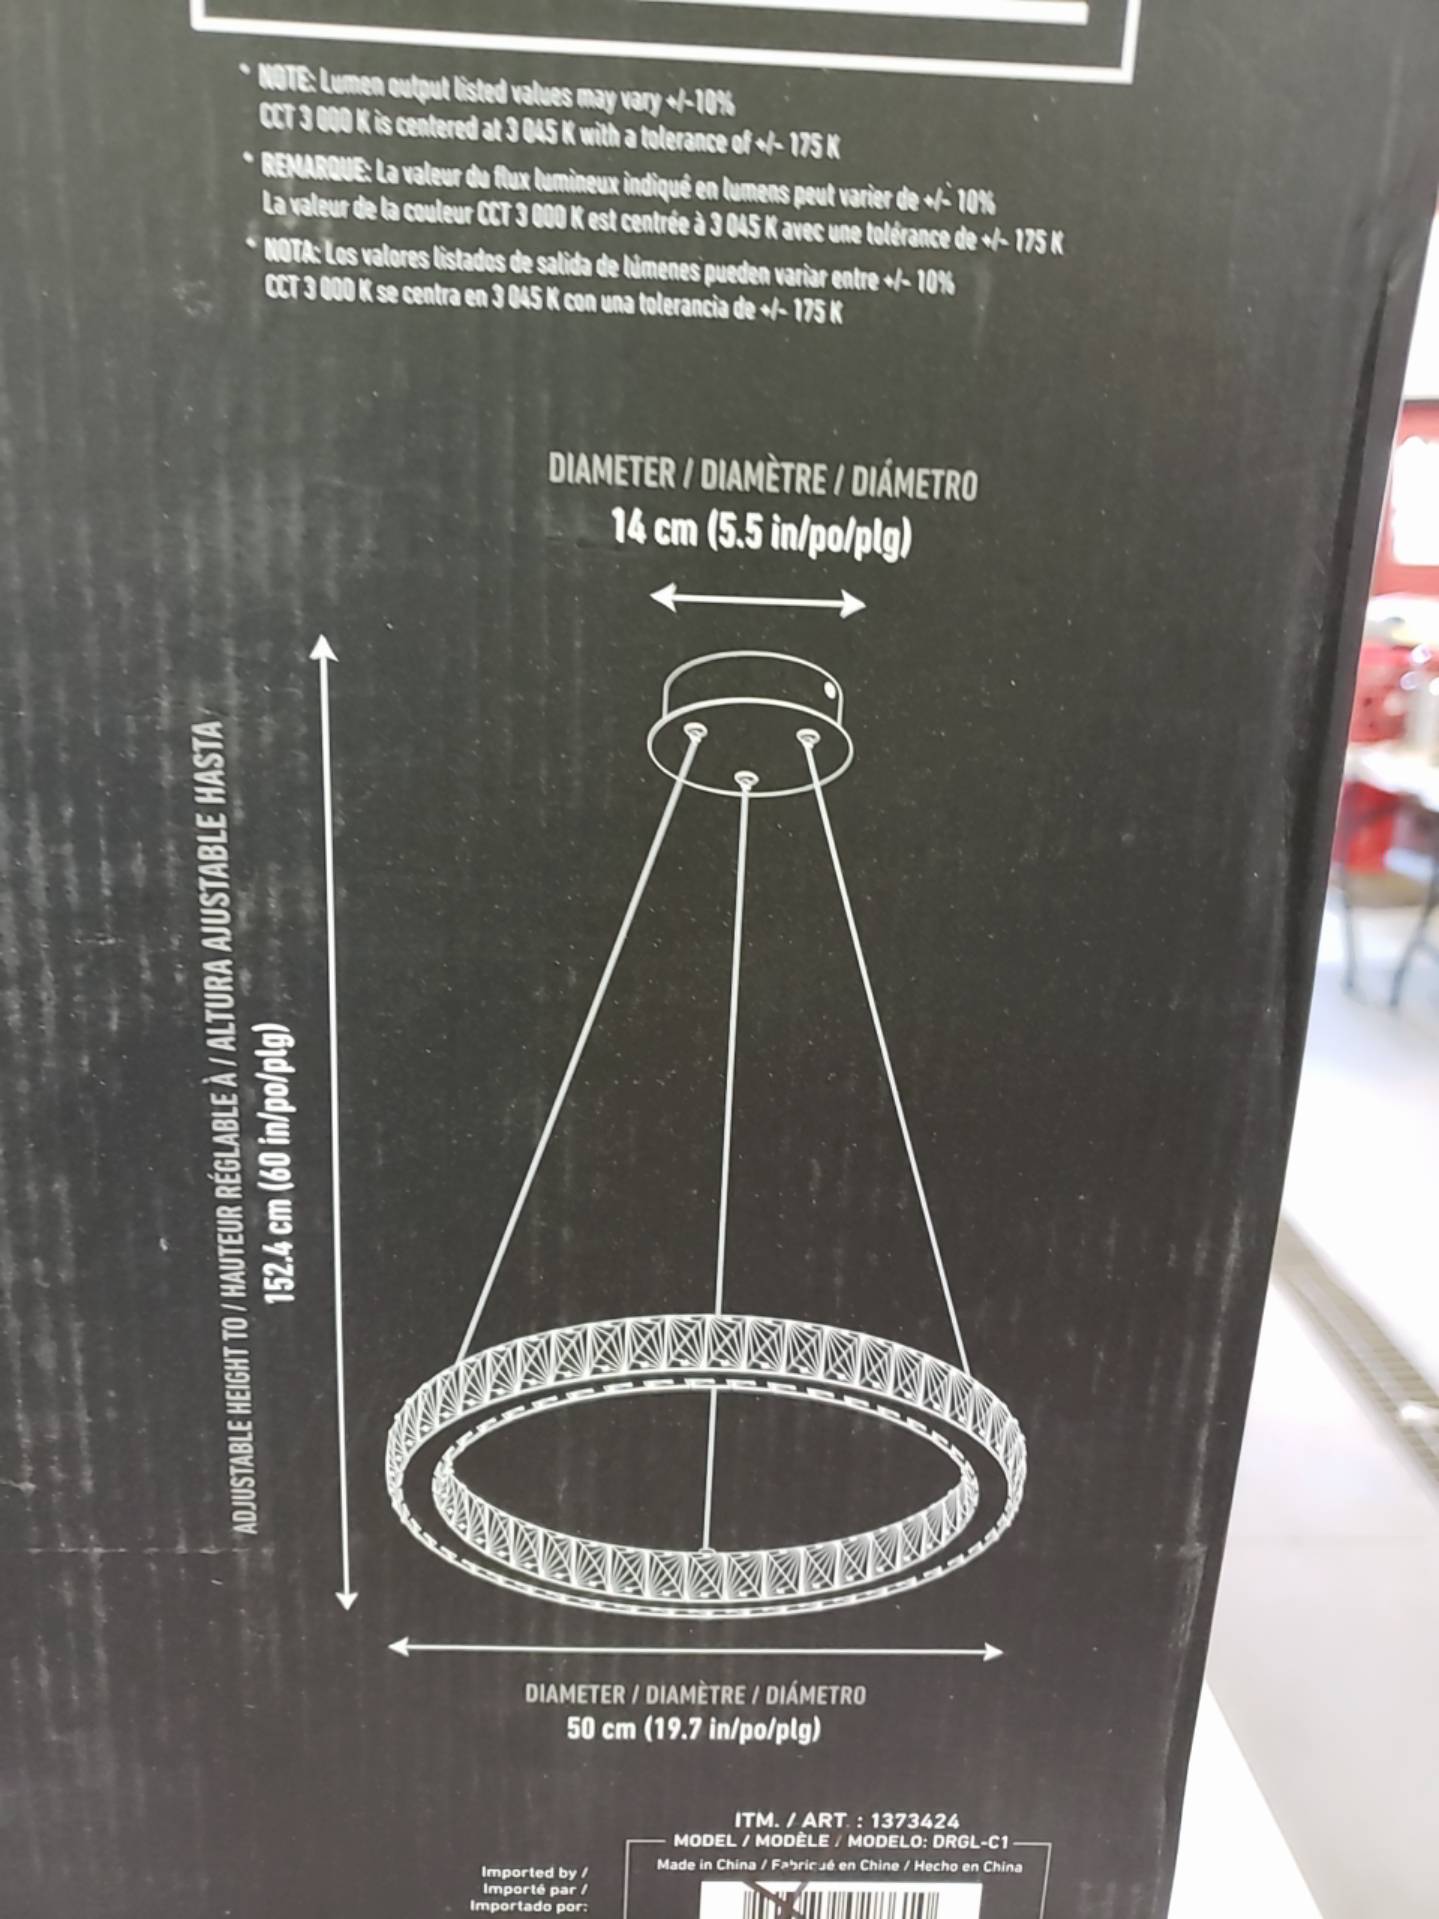 * NOTE: Lumen output listed values may vary +/-10%
CCT 3 000 K is centered at 3 045 K with a tolerance of +/- 175 K
* REMARQUE: La valeur du flux lumineux indiqué en lumens peut varier de +/- 10%
La valeur de la couleur CCT 3 000 K est centrée à 3 045 K avec une tolérance de +/- 175 K
* NOTA: Los valores listados de salida de lúmenes pueden variar entre +/- 10%
CCT 3 000 K se centra en 3 045 K con una tolerancia de +/- 175 K
DIAMETER / DIAMÈTRE / DIÁMETRO
14 cm (5.5 in/po/plg)
ADJUSTABLE HEIGHT TO / HAUTEUR RÉGLABLE À / ALTURA AJUSTABLE HASTA
152.4 cm (60 in/po/plg)
DIAMETER / DIAMÈTRE / DIÁMETRO
50 cm (19.7 in/po/plg)
ITM. / ART. : 1373424
MODEL / MODÈLE / MODELO: DRGL-C1
Made in China / Fabriqué en Chine / Hecho en China
Imported by /
Importé par /
Importado por: